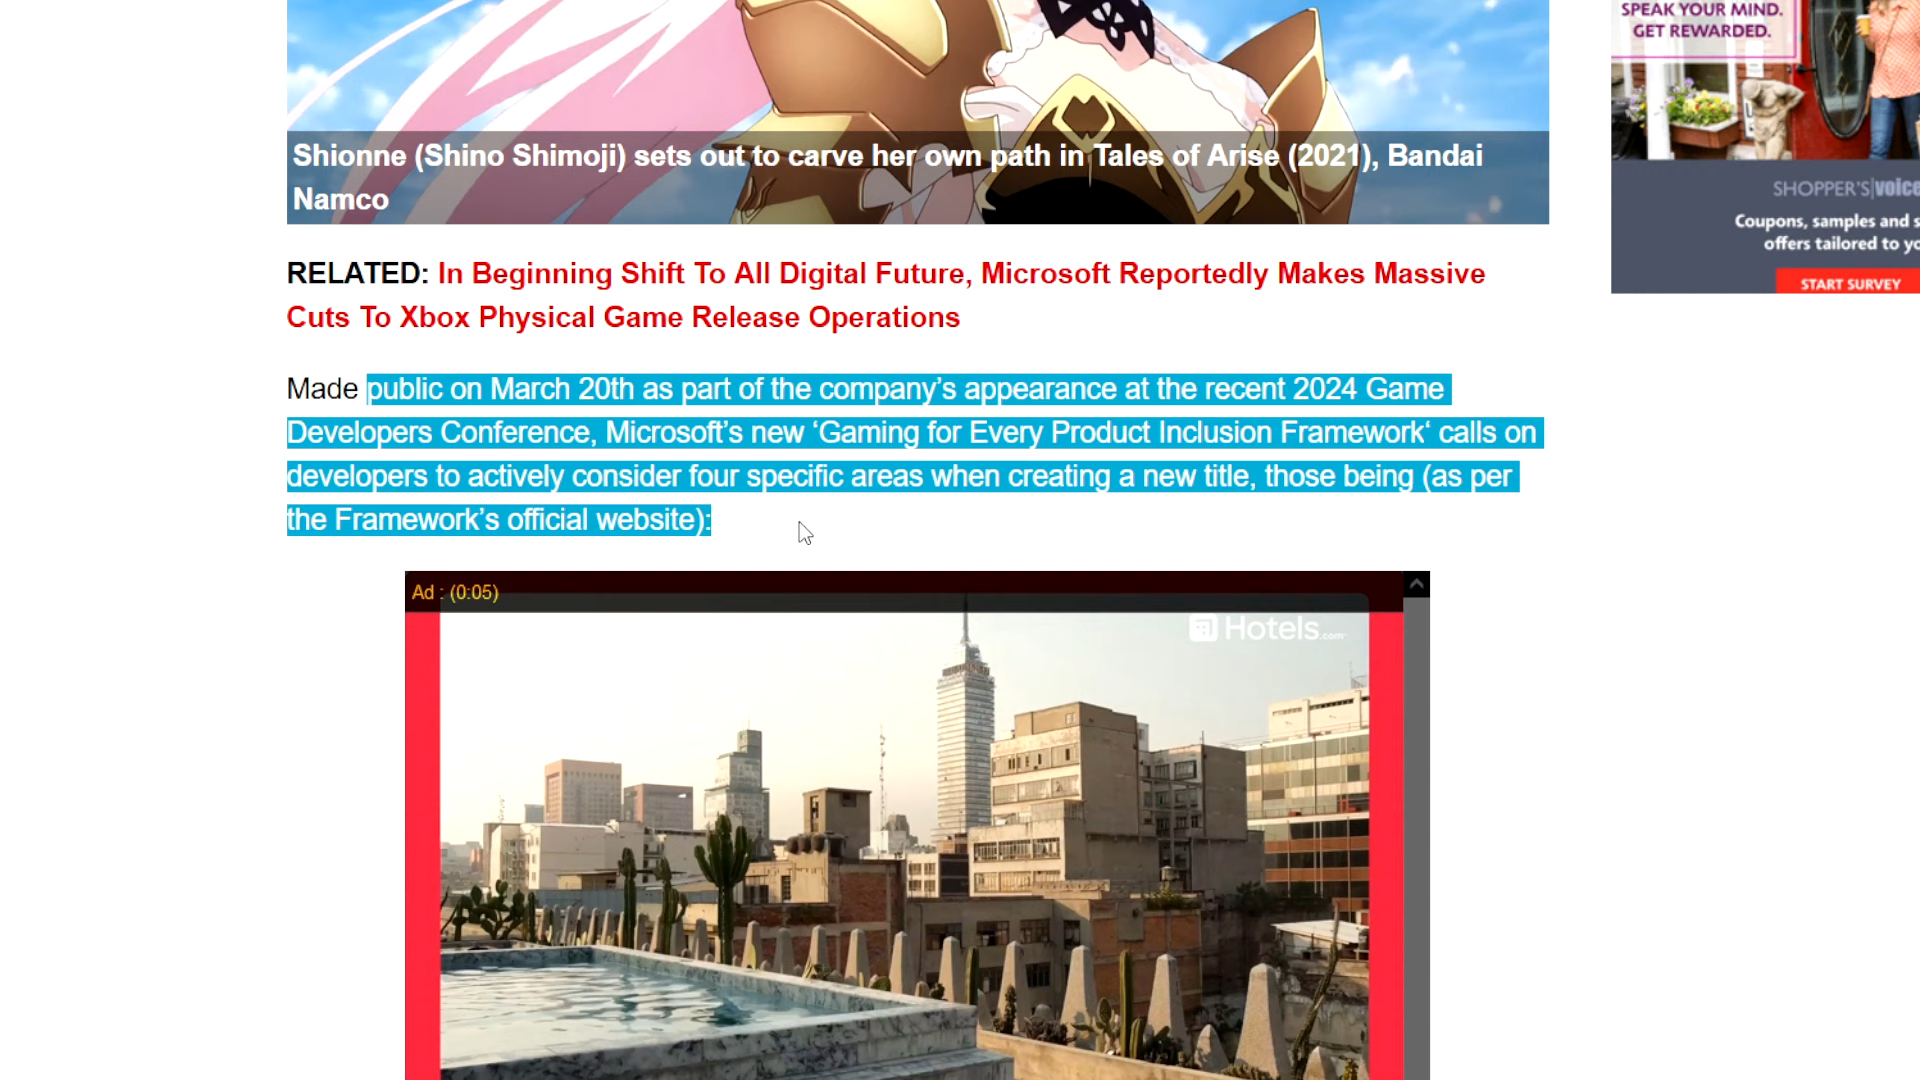 SPEAK YOUR MIND.
GET REWARDED.
Shionne (Shino Shimoji) sets out to carve her own path in Tales of Arise (2021), Bandai
Namco
SHOPPER'S|voice
Coupons, samples and
offers tailored to
START SURVEY
RELATED: In Beginning Shift To All Digital Future, Microsoft Reportedly Makes Massive
Cuts To Xbox Physical Game Release Operations
Made public on March 20th as part of the company’s appearance at the recent 2024 Game
Developers Conference, Microsoft’s new ‘Gaming for Every Product Inclusion Framework‘ calls on
developers to actively consider four specific areas when creating a new title, those being (as per
the Framework’s official website):
Ad : (0:05)
Hotels.com